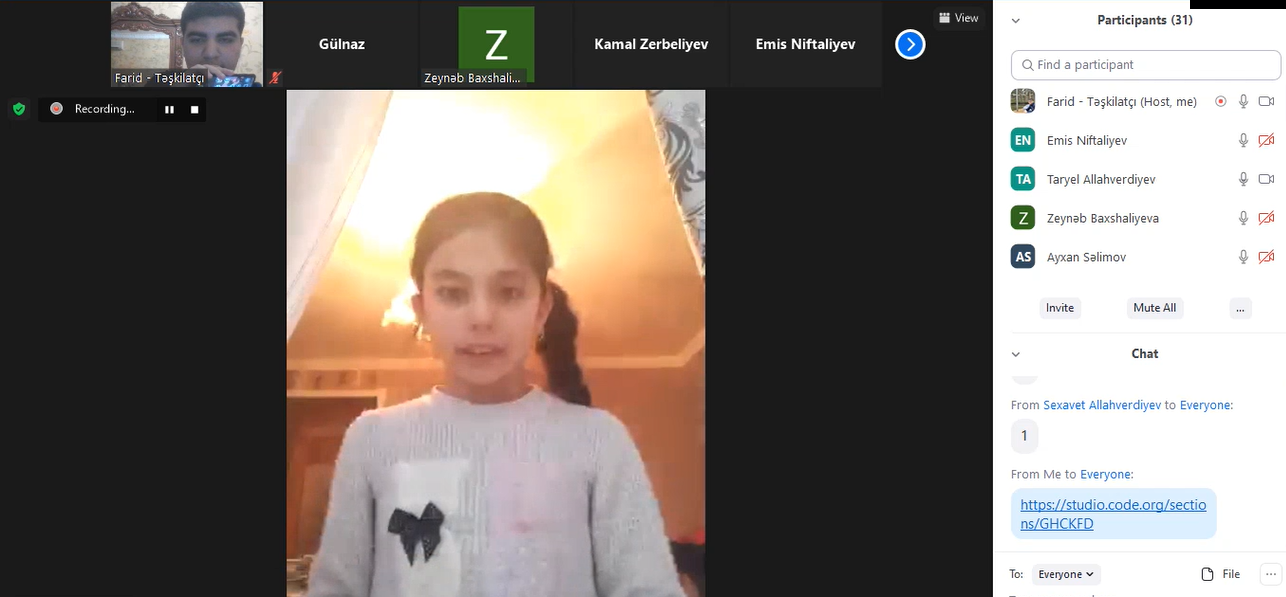 View
Farid - Təşkilatçı
Gülnaz
Z
Zeynəb Baxshali...
Kamal Zerbeliyev
Emis Niftaliyev
Recording...
Participants (31)
Find a participant
Farid - Təşkilatçı (Host, me)
EN Emis Niftaliyev
TA Taryel Allahverdiyev
Z Zeynəb Baxshaliyeva
AS Ayxan Səlimov
Invite Mute All ...
Chat
From Sexavet Allahverdiyev to Everyone:
1
From Me to Everyone:
https://studio.code.org/sectio
ns/GHCKFD
To: Everyone File ...